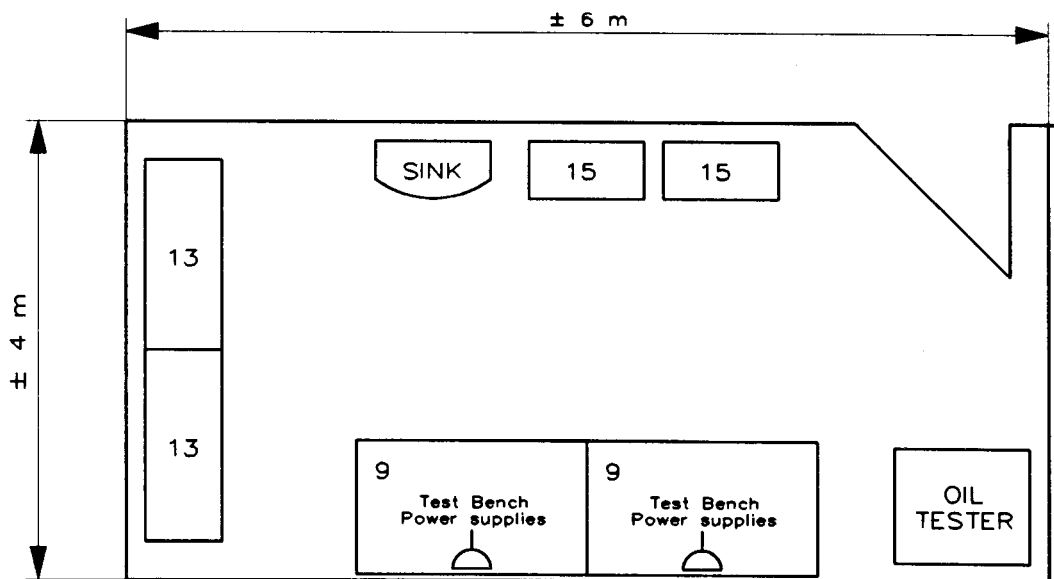 ± 6 m
± 4 m
SINK
15
15
13
13
9
Test Bench
Power supplies
9
Test Bench
Power supplies
OIL
TESTER